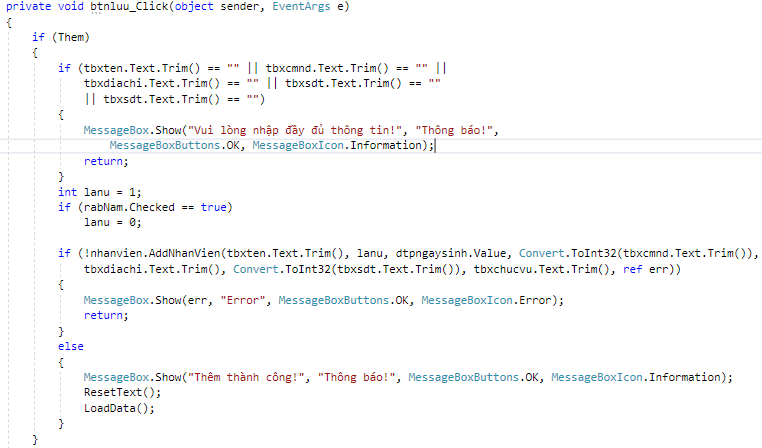 private void btnluu_Click(object sender, EventArgs e)
{
if (Them)
{
if (tbxten.Text.Trim() == "" || tbxcmnd.Text.Trim() == "" ||
tbxdiachi.Text.Trim() == "" || tbxsdt.Text.Trim() == ""
|| tbxsdt.Text.Trim() == "")
{
MessageBox.Show("Vui lòng nhập đầy đủ thông tin!", "Thông báo!",
MessageBoxButtons.OK, MessageBoxIcon.Information);
return;
}
int lanu = 1;
if (rabNam.Checked == true)
lanu = 0;
if (!nhanvien.AddNhanVien(tbxten.Text.Trim(), lanu, dtpngaysinh.Value, Convert.ToInt32(tbxcmnd.Text.Trim()),
tbxdiachi.Text.Trim(), Convert.ToInt32(tbxsdt.Text.Trim()), tbxchucvu.Text.Trim(), ref err))
{
MessageBox.Show(err, "Error", MessageBoxButtons.OK, MessageBoxIcon.Error);
return;
}
else
{
MessageBox.Show("Thêm thành công!", "Thông báo!", MessageBoxButtons.OK, MessageBoxIcon.Information);
ResetText();
LoadData();
}
}